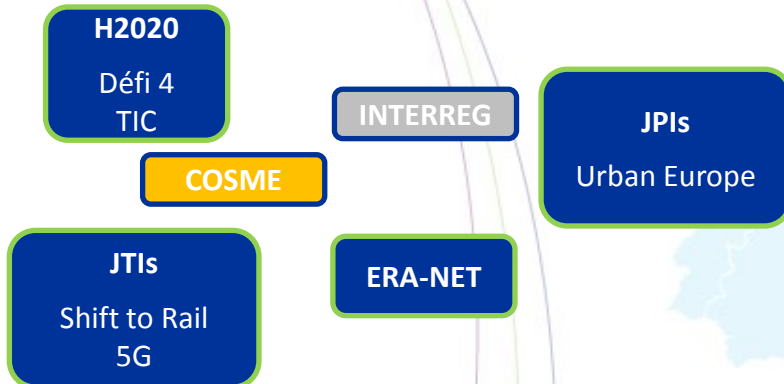 H2020
Défi 4
TIC
INTERREG
JPIs
Urban Europe
COSME
JTIs
Shift to Rail
5G
ERA-NET